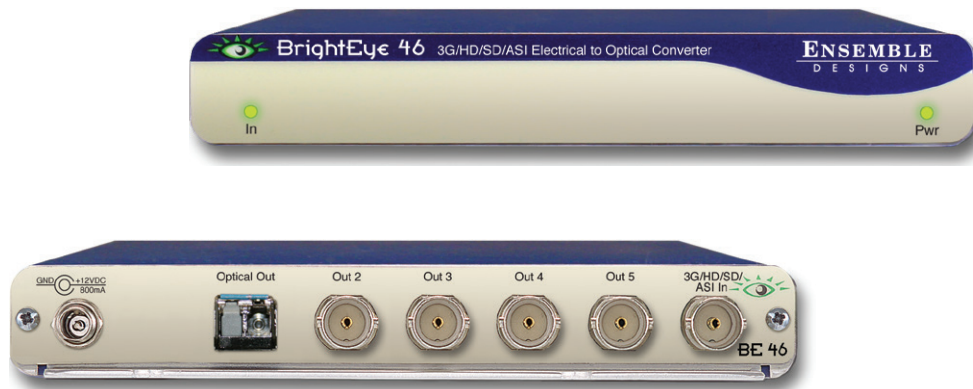 BrightEye 46 3G/HD/SD/ASI Electrical to Optical Converter
ENSEMBLE
DESIGNS
In
Pwr
GND +12VDC
800mA
Optical Out
Out 2
Out 3
Out 4
Out 5
3G/HD/SD/
ASI In
BE 46